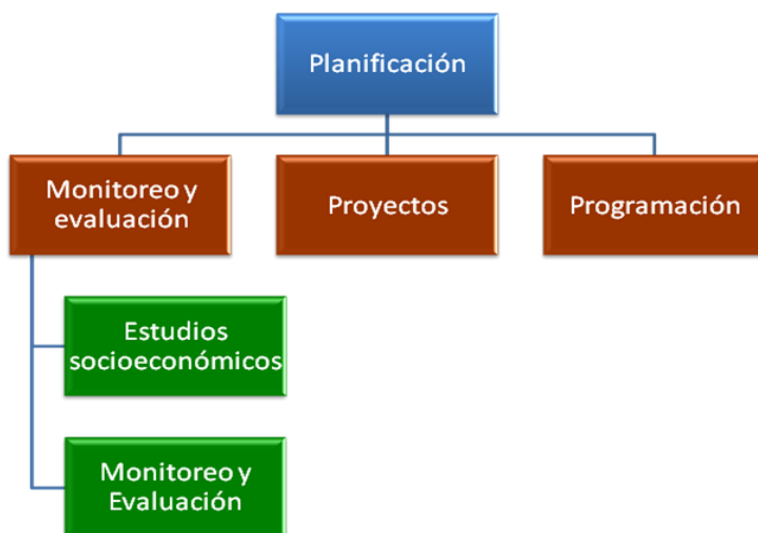 Planificación
Monitoreo y
evaluación
Proyectos
Programación
Estudios
socioeconómicos
Monitoreo y
Evaluación